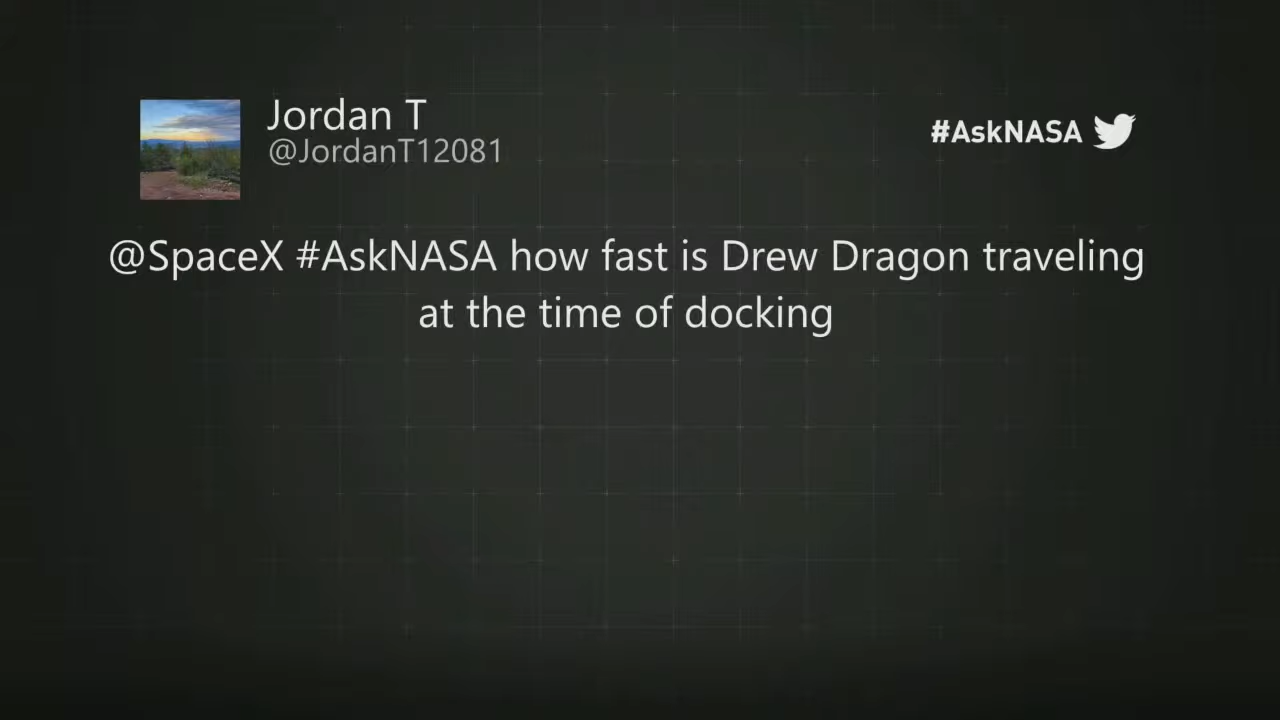 Jordan T
@JordanT12081
#AskNASA
@SpaceX #AskNASA how fast is Drew Dragon traveling
at the time of docking